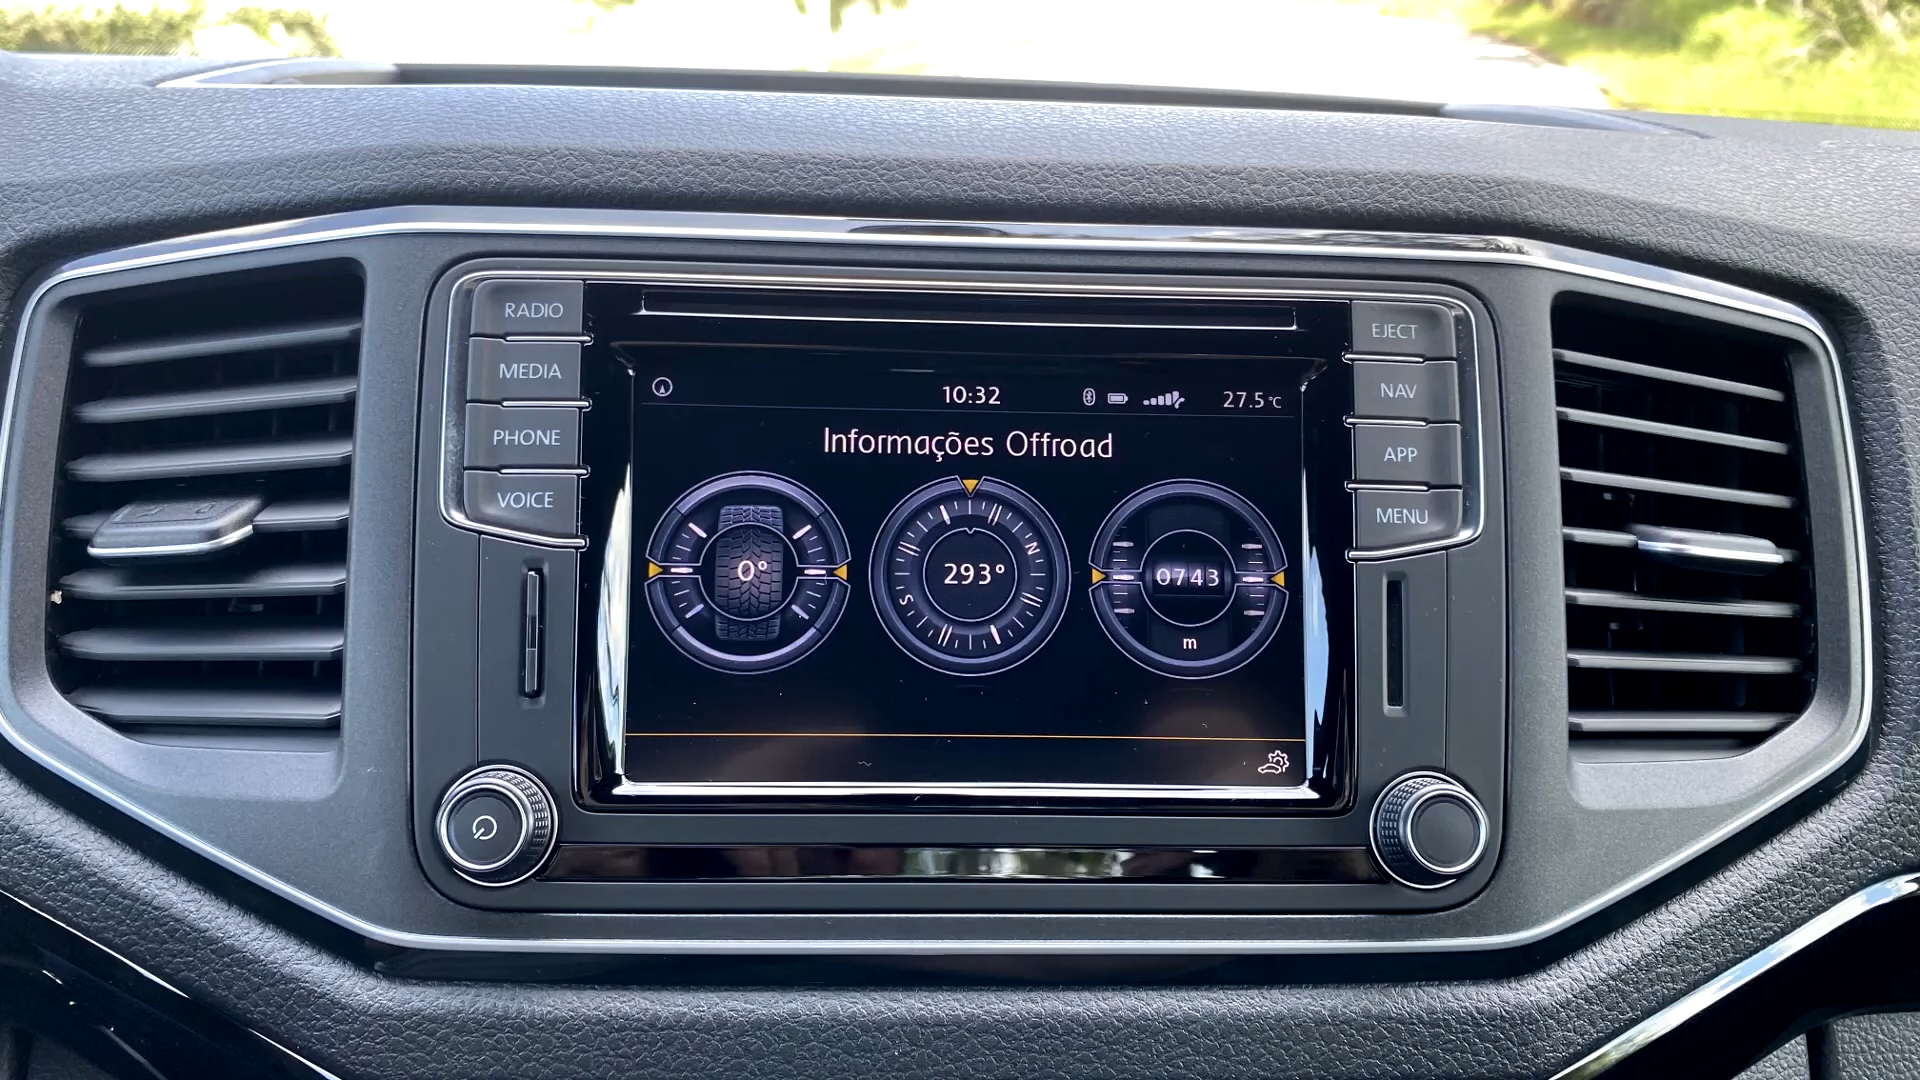 RADIO
MEDIA
PHONE
VOICE
10:32
27.5°C
Informações Offroad
0°
293°
N
S
0743
m
EJECT
NAV
APP
MENU